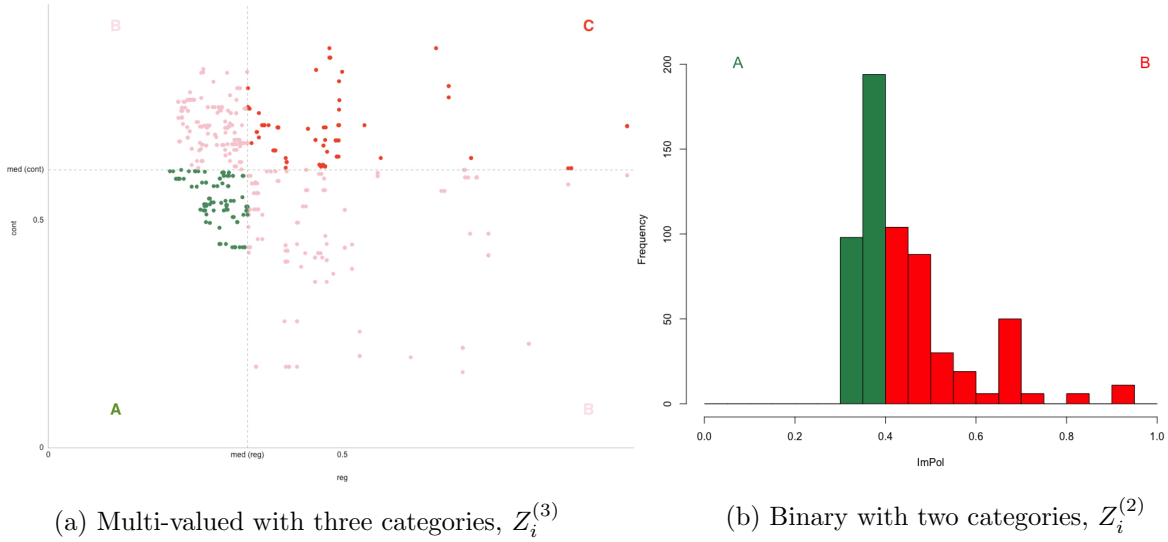 B
C
med (cont)
0.5
cont
A
B
0
0
med (reg)
0.5
reg
(a) Multi-valued with three categories, $Z_i^{(3)}$
A
B
200
150
100
50
0
Frequency
0.0 0.2 0.4 0.6 0.8 1.0
ImPol
(b) Binary with two categories, $Z_i^{(2)}$